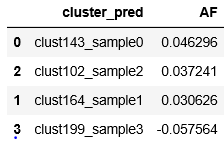 cluster_pred AF
0 clust143_sample0 0.046296
2 clust102_sample2 0.037241
1 clust164_sample1 0.030626
3 clust199_sample3 -0.057564